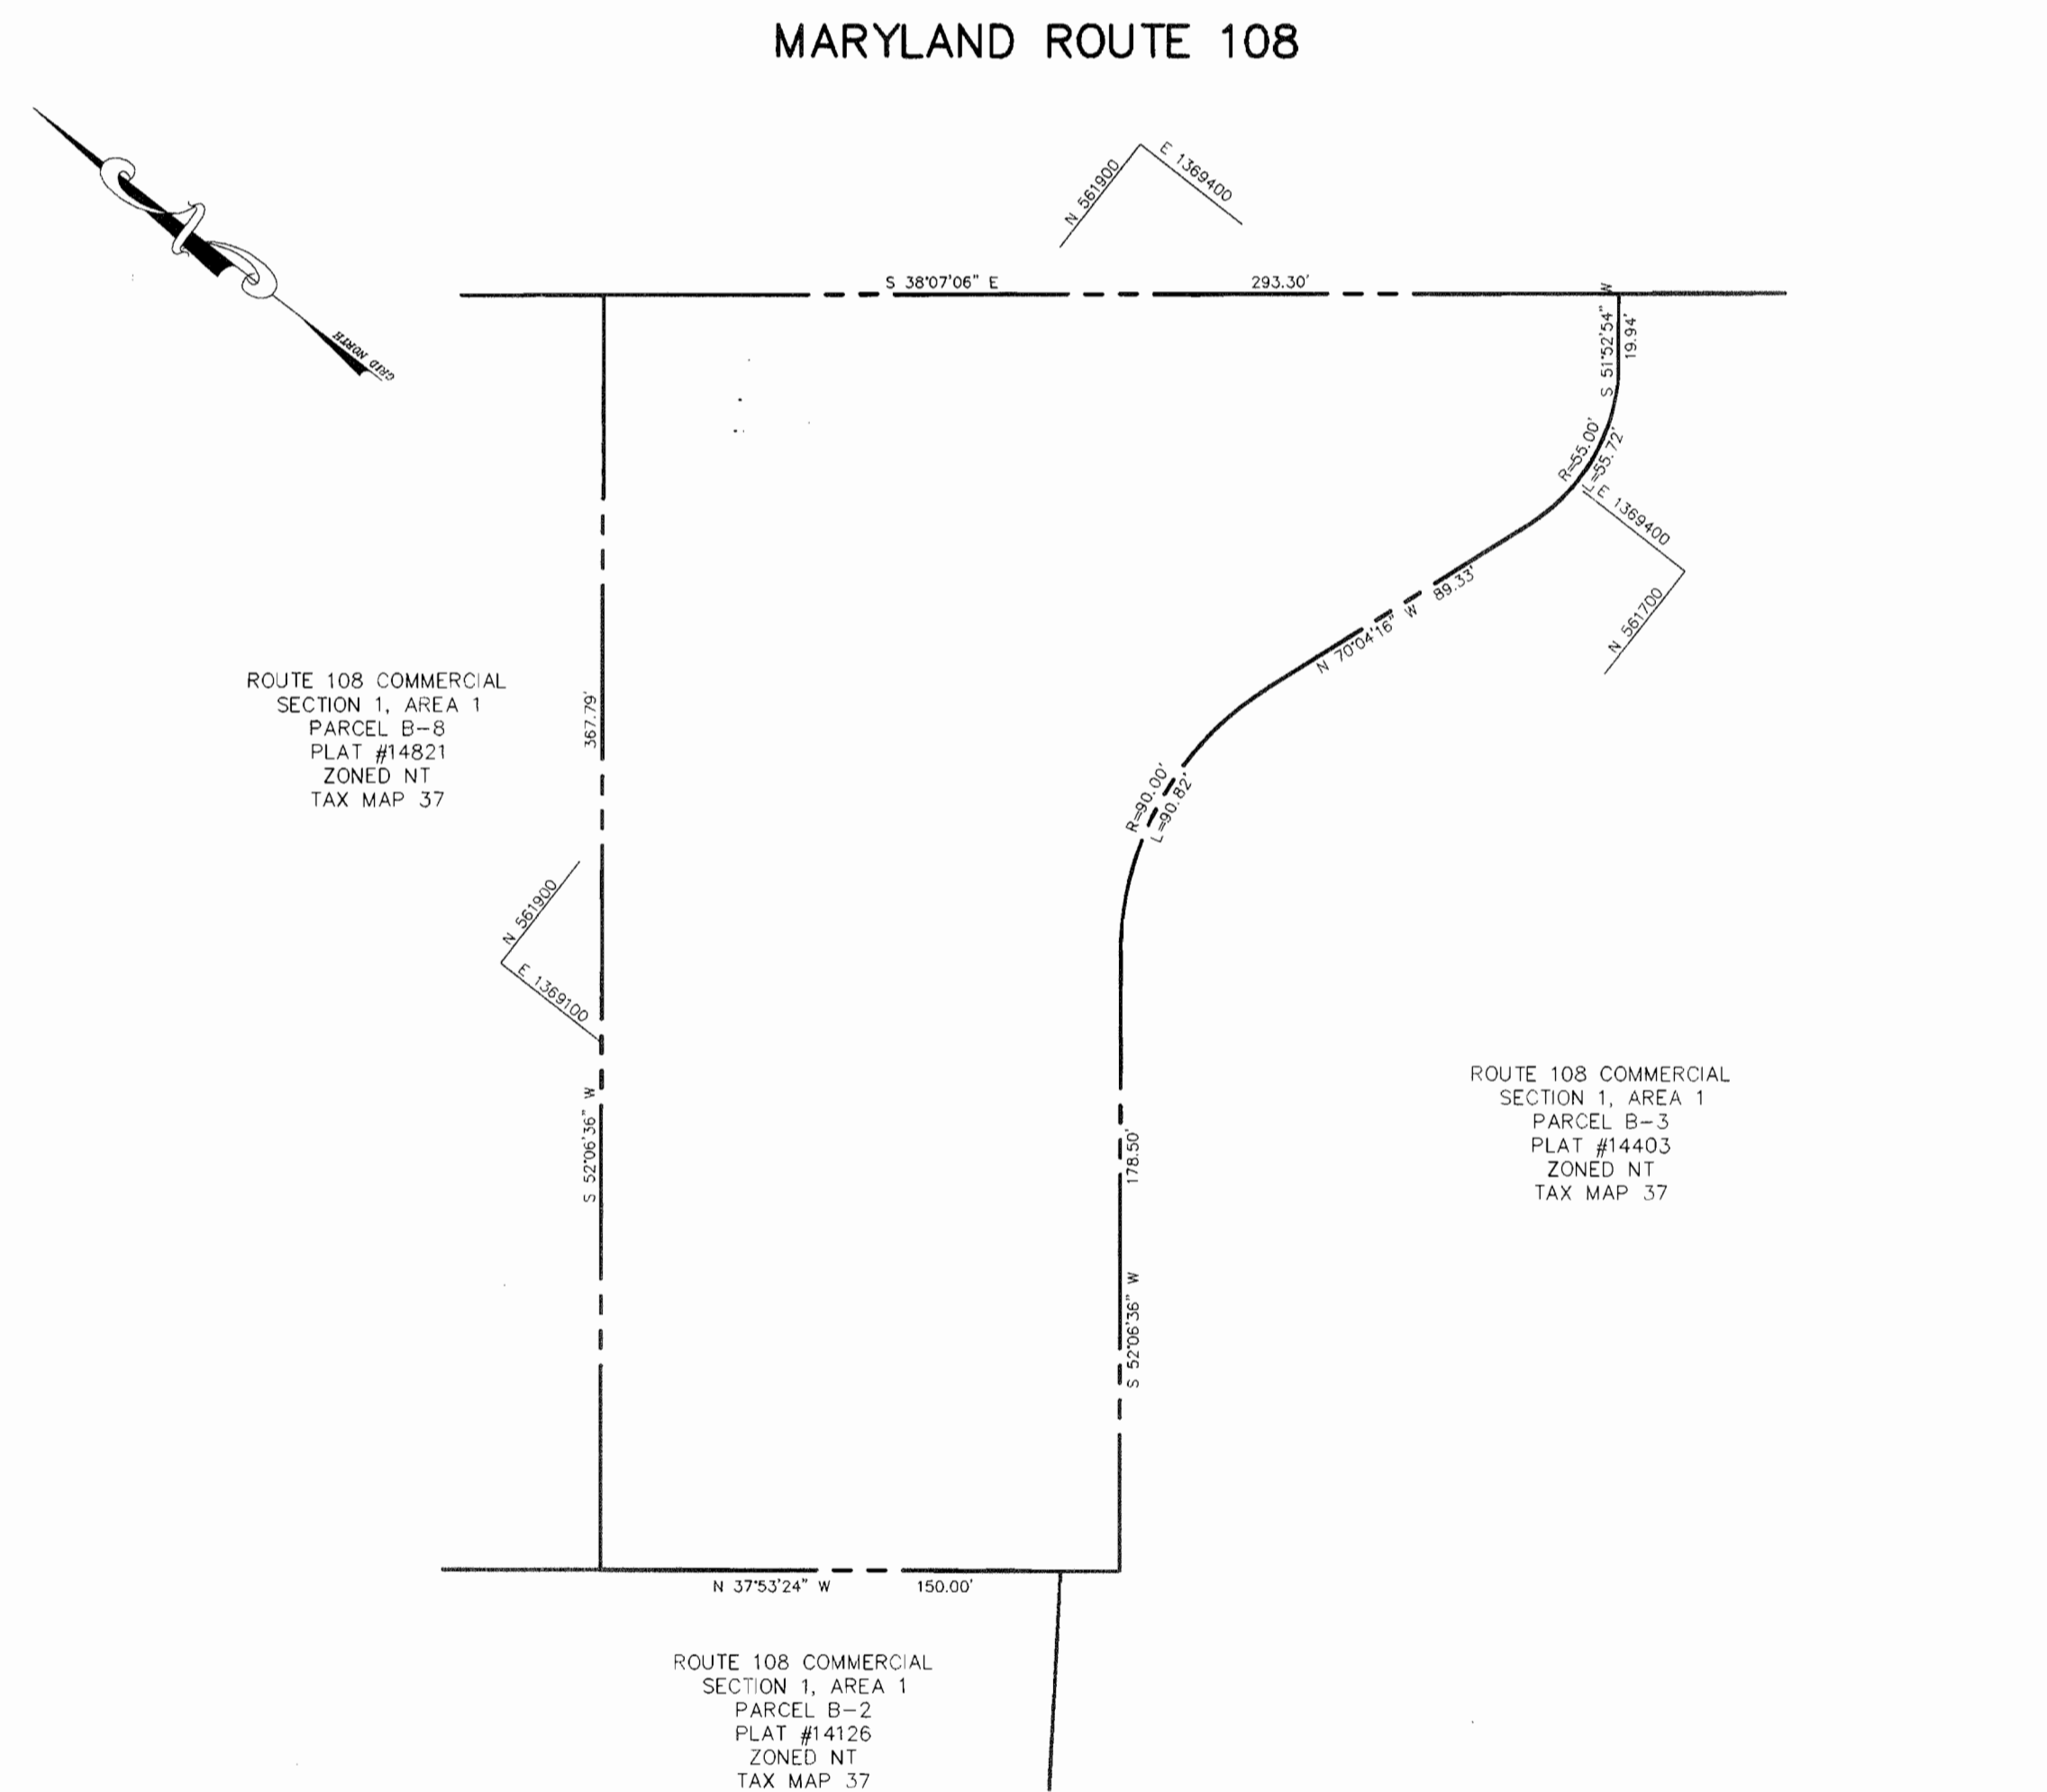 MARYLAND ROUTE 108
N 561900
E 1369400
S 38°07'06" E
293.30'
S 51°52'54" W
19.94'
GRID NORTH
R=55.00'
L=55.72'
E 1369400
N 561700
N 70°04'16" W
89.33'
ROUTE 108 COMMERCIAL
SECTION 1, AREA 1
PARCEL B-8
PLAT #14821
ZONED NT
TAX MAP 37
367.79'
R=90.00'
L=90.82'
N 561900
E 1369100
S 52°06'36" W
178.50'
S 52°06'36" W
ROUTE 108 COMMERCIAL
SECTION 1, AREA 1
PARCEL B-3
PLAT #14403
ZONED NT
TAX MAP 37
N 37°53'24" W
150.00'
ROUTE 108 COMMERCIAL
SECTION 1, AREA 1
PARCEL B-2
PLAT #14126
ZONED NT
TAX MAP 37